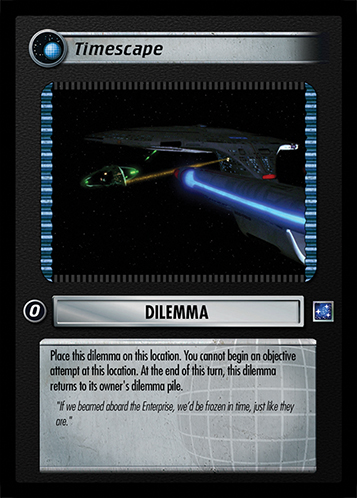 Timescape
0
DILEMMA
Place this dilemma on this location. You cannot begin an objective
attempt at this location. At the end of this turn, this dilemma
returns to its owner's dilemma pile.
"If we beamed aboard the Enterprise, we'd be frozen in time, just like they
are."